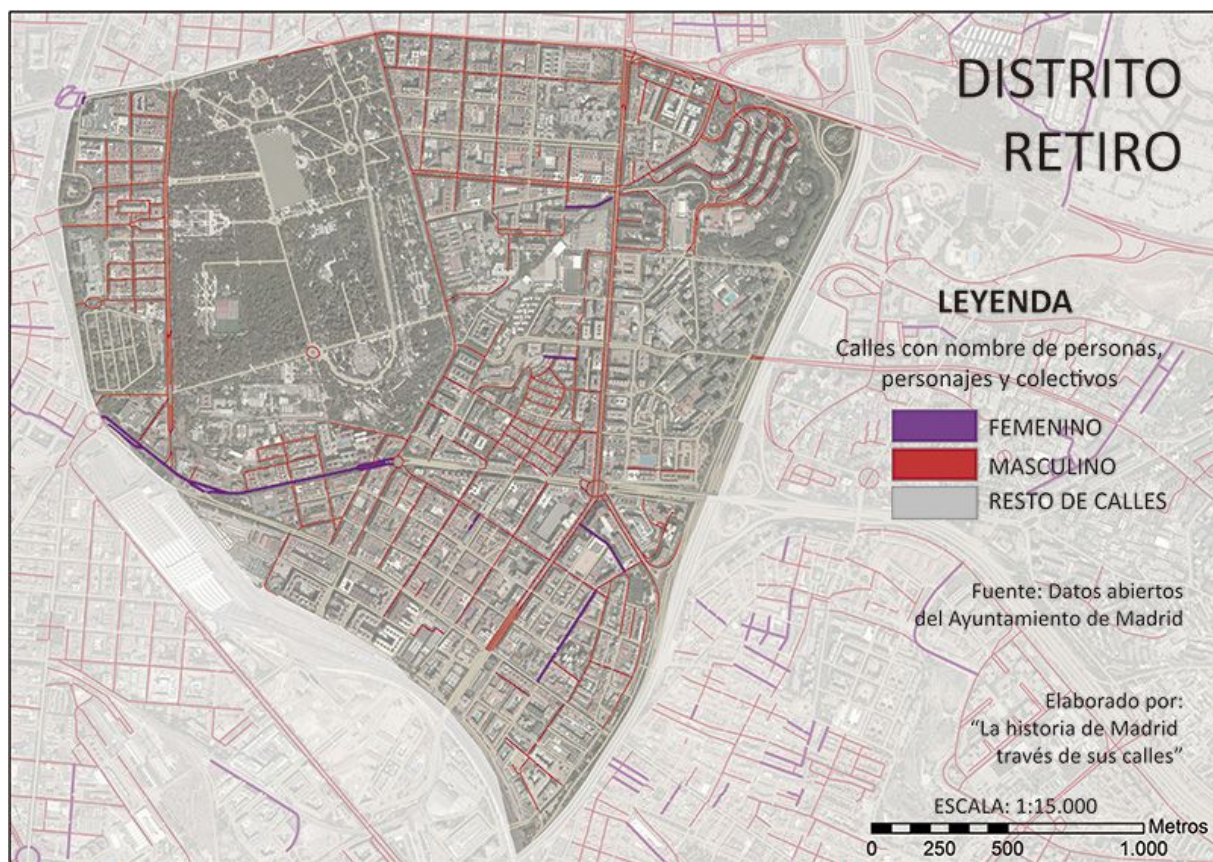 DISTRITO
RETIRO
LEYENDA
Calles con nombre de personas,
personajes y colectivos
FEMENINO
MASCULINO
RESTO DE CALLES
Fuente: Datos abiertos
del Ayuntamiento de Madrid
Elaborado por:
“La historia de Madrid
través de sus calles”
ESCALA: 1:15.000
Metros
0 250 500 1.000